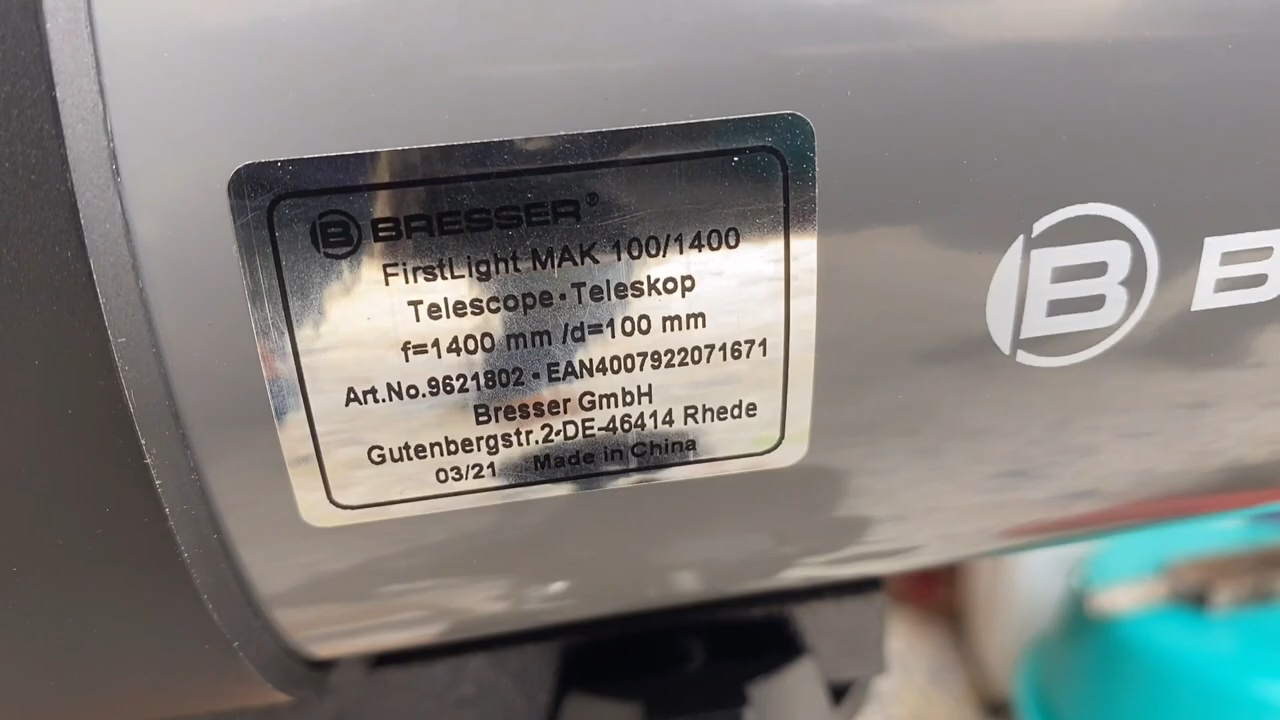 B BRESSER®
FirstLight MAK 100/1400
Telescope · Teleskop
f=1400 mm /d=100 mm
Art.No.9621802 · EAN4007922071671
Bresser GmbH
Gutenbergstr.2·DE-46414 Rhede
03/21 Made in China
B B